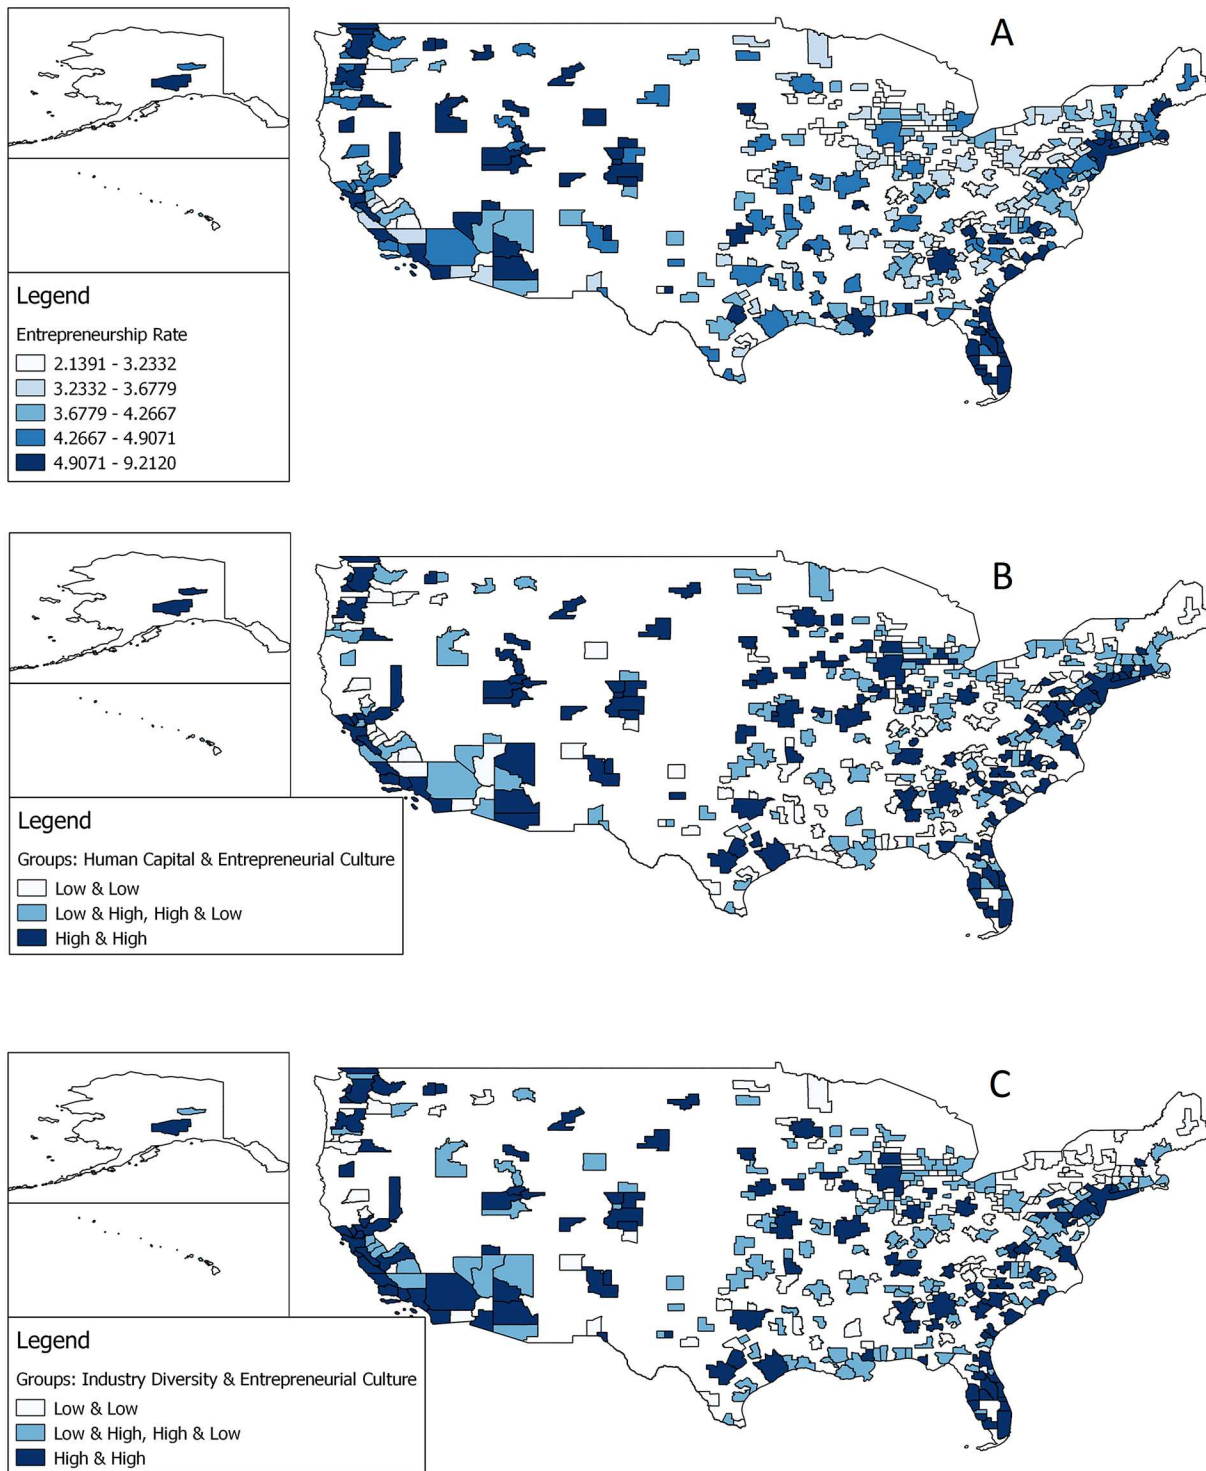 A
Legend
Entrepreneurship Rate
2.1391 - 3.2332
3.2332 - 3.6779
3.6779 - 4.2667
4.2667 - 4.9071
4.9071 - 9.2120
B
Legend
Groups: Human Capital & Entrepreneurial Culture
Low & Low
Low & High, High & Low
High & High
C
Legend
Groups: Industry Diversity & Entrepreneurial Culture
Low & Low
Low & High, High & Low
High & High